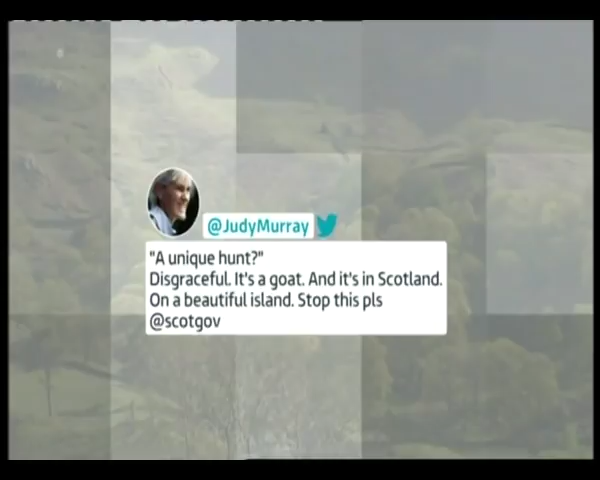 @JudyMurray
"A unique hunt?"
Disgraceful. It's a goat. And it's in Scotland.
On a beautiful island. Stop this pls
@scotgov